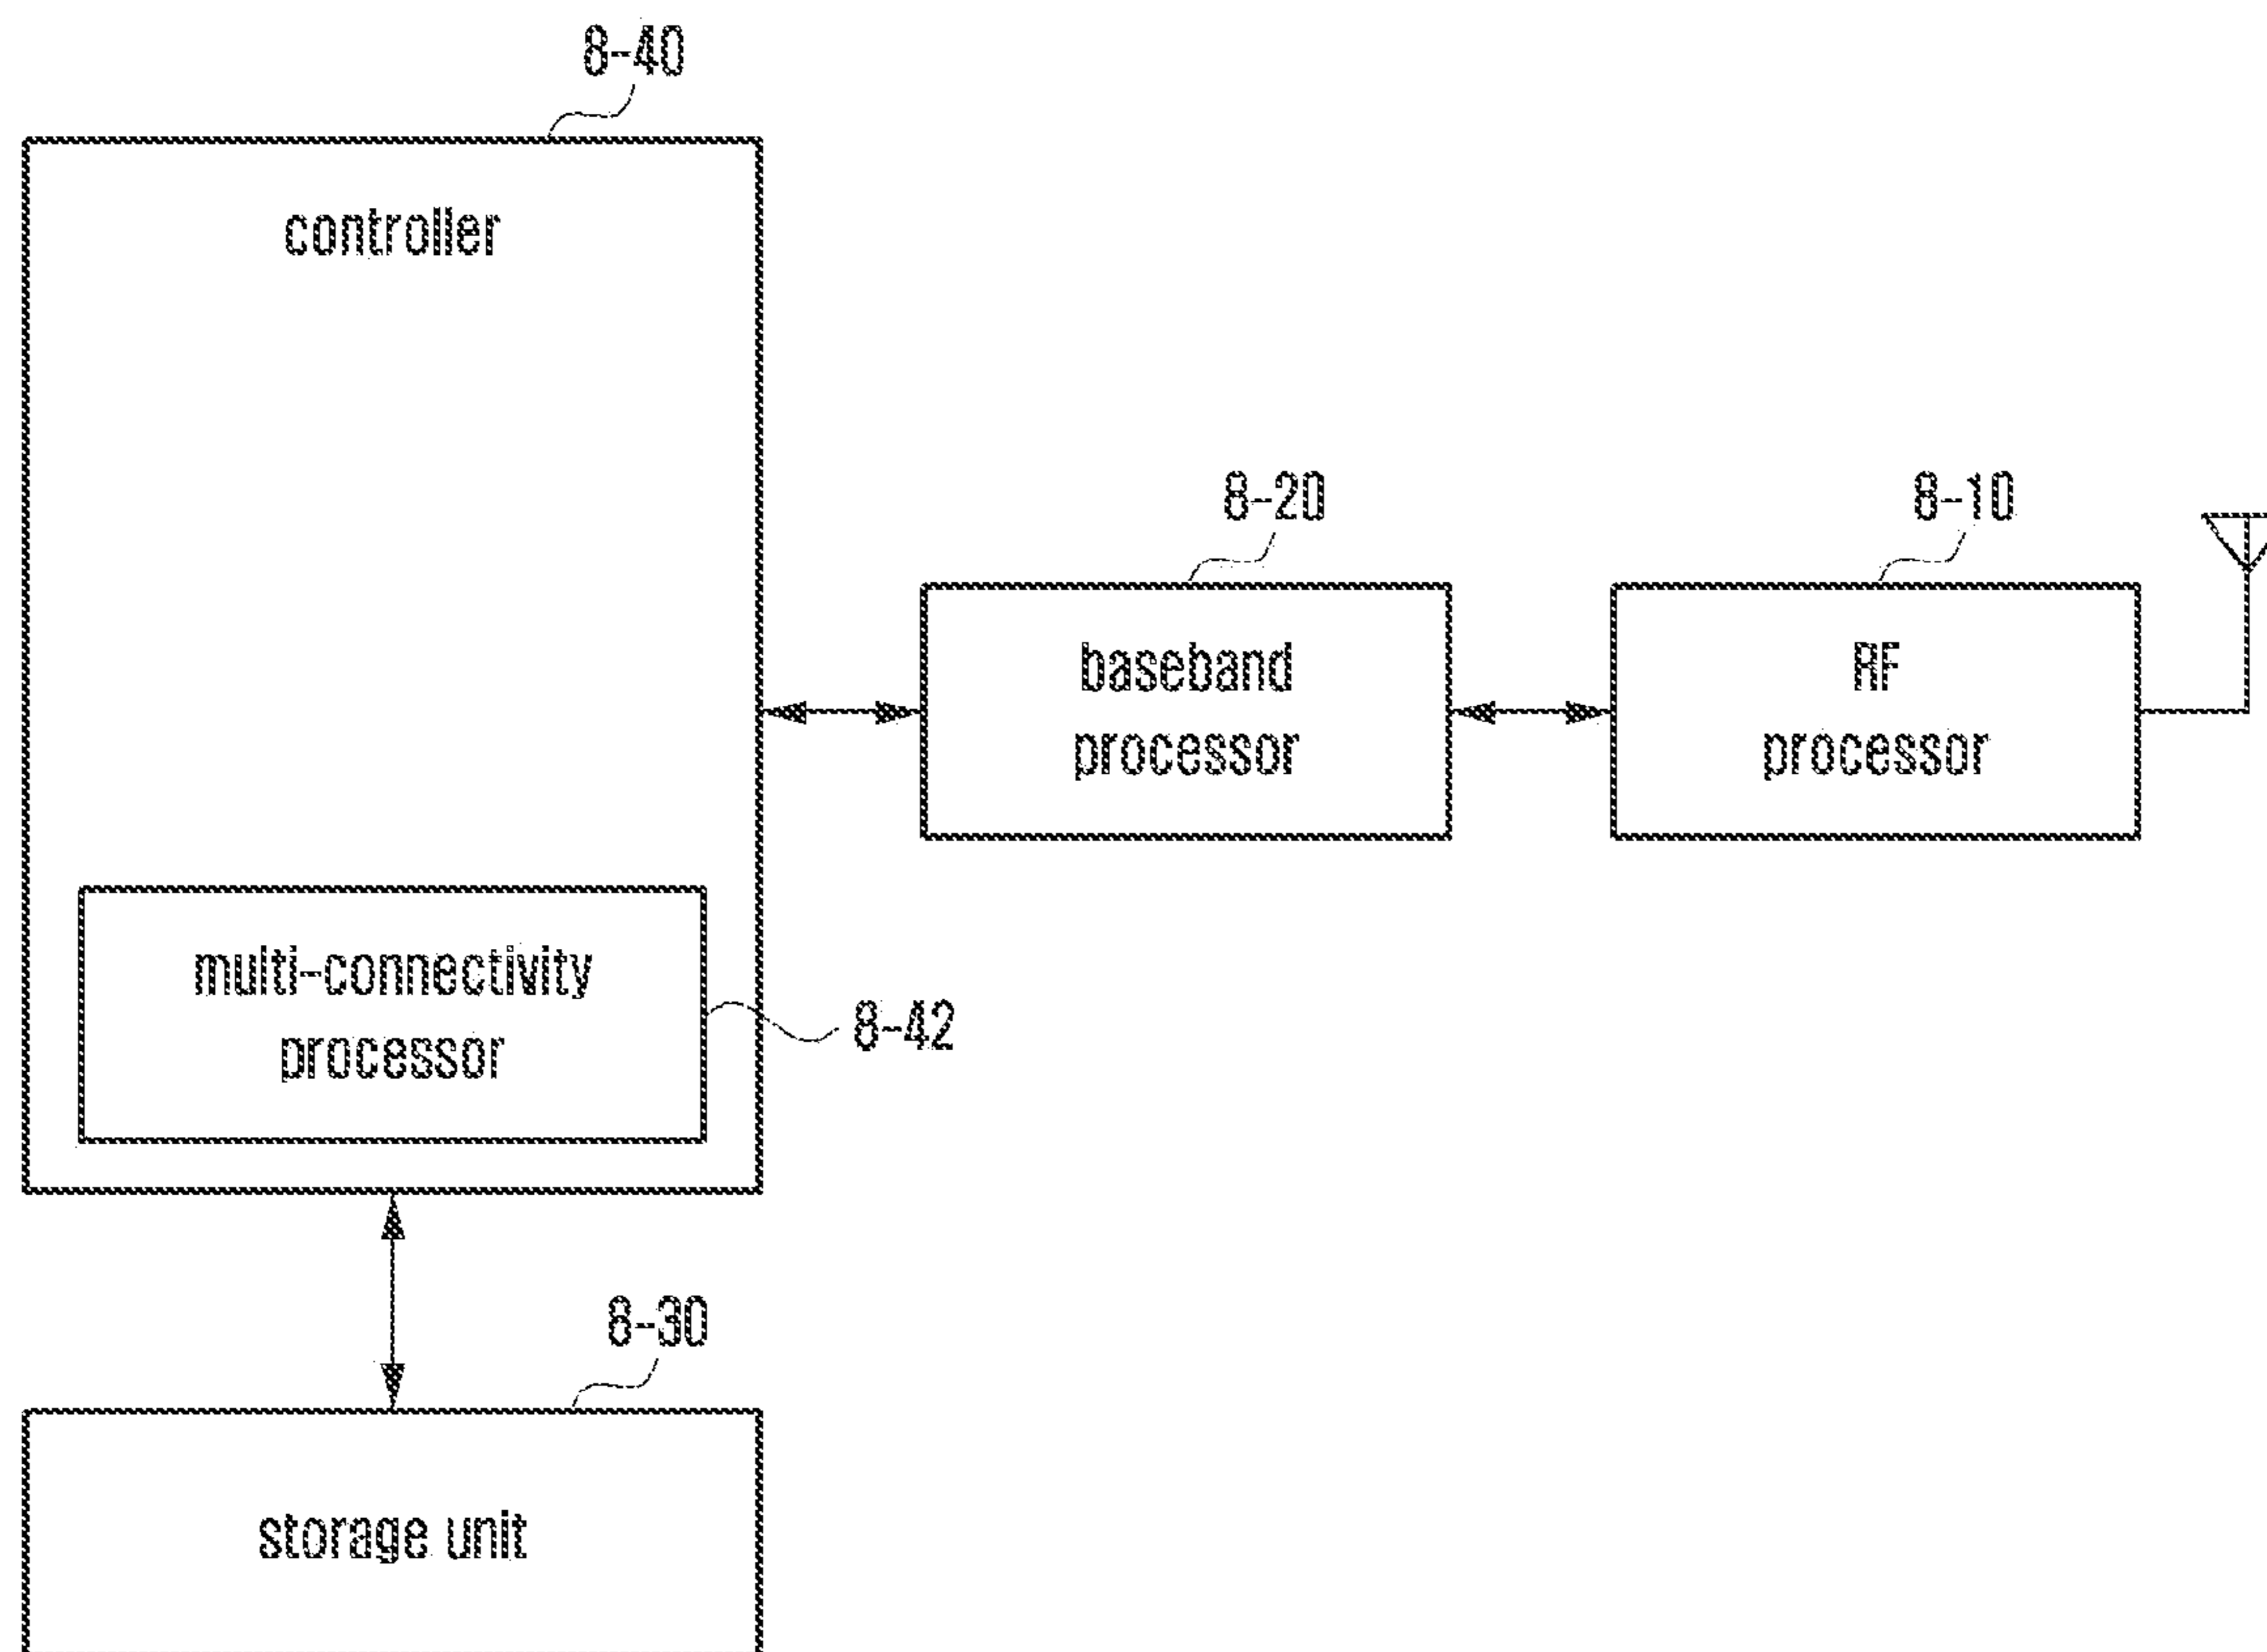 8-40
controller
8-20
8-10
baseband
processor
RF
processor
multi-connectivity
processor
8-42
8-30
storage unit